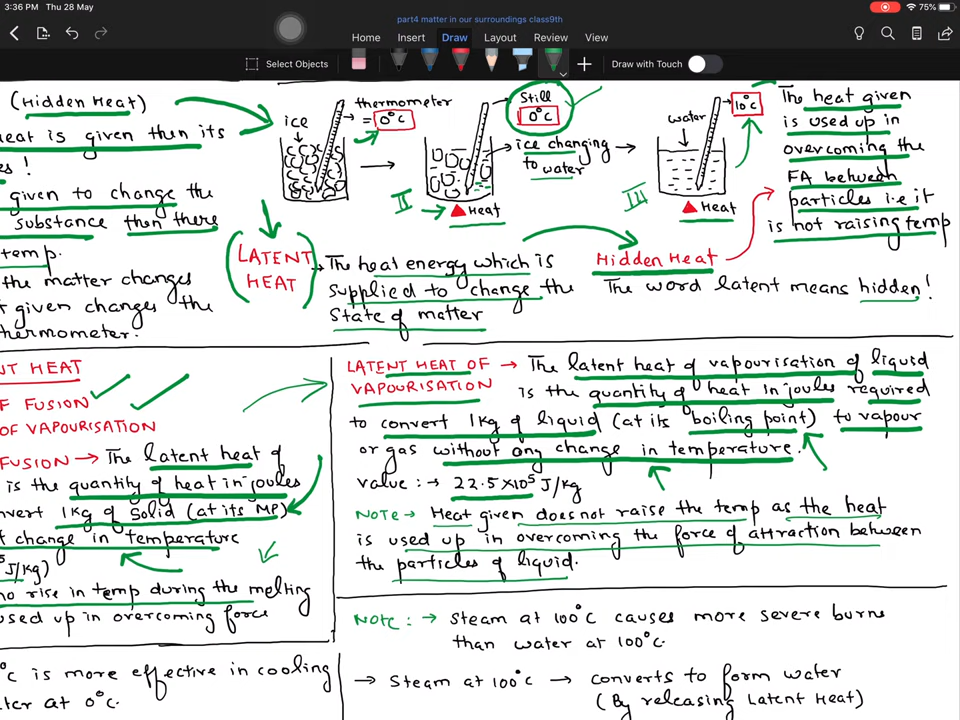 3:36 PM Thu 28 May
part4 matter in our surroundings class9th
75%
Home Insert Draw Layout Review View
Select Objects
Draw with Touch
(Hidden Heat)
eat is given then its
es!
given to change the
substance then there
temp.
the matter changes
t given changes the
thermometer.
ice
thermometer
= 0°C
Still
0°C
ice changing
to water
II
Heat
water
10°C
III
Heat
The heat given
is used up in
overcoming the
FA between
particles i.e it
is not raising temp
(LATENT
HEAT)
The heat energy which is
supplied to change the
State of matter
Hidden Heat
The word latent means hidden!
NT HEAT
OF FUSION
OF VAPOURISATION
FUSION → The latent heat of
is the quantity of heat in joules
nvert 1kg of Solid (at its MP)
t change in temperature
5 J/kg)
no rise in temp during the melting
used up in overcoming force
°C is more effective in cooling
ter at 0°C.
LATENT HEAT OF → The latent heat of vapourisation of liquid
VAPOURISATION is the quantity of heat in joules required
to convert 1kg of liquid (at its boiling point) to vapour
or gas without any change in temperature.
value :→ 22.5×10⁵ J/kg
NOTE → Heat given does not raise the temp as the heat
is used up in overcoming the force of attraction between
the particles of liquid.
NOTE : → Steam at 100°C causes more severe burns
than water at 100°C.
→ Steam at 100°C → converts to form water
(By releasing Latent Heat)